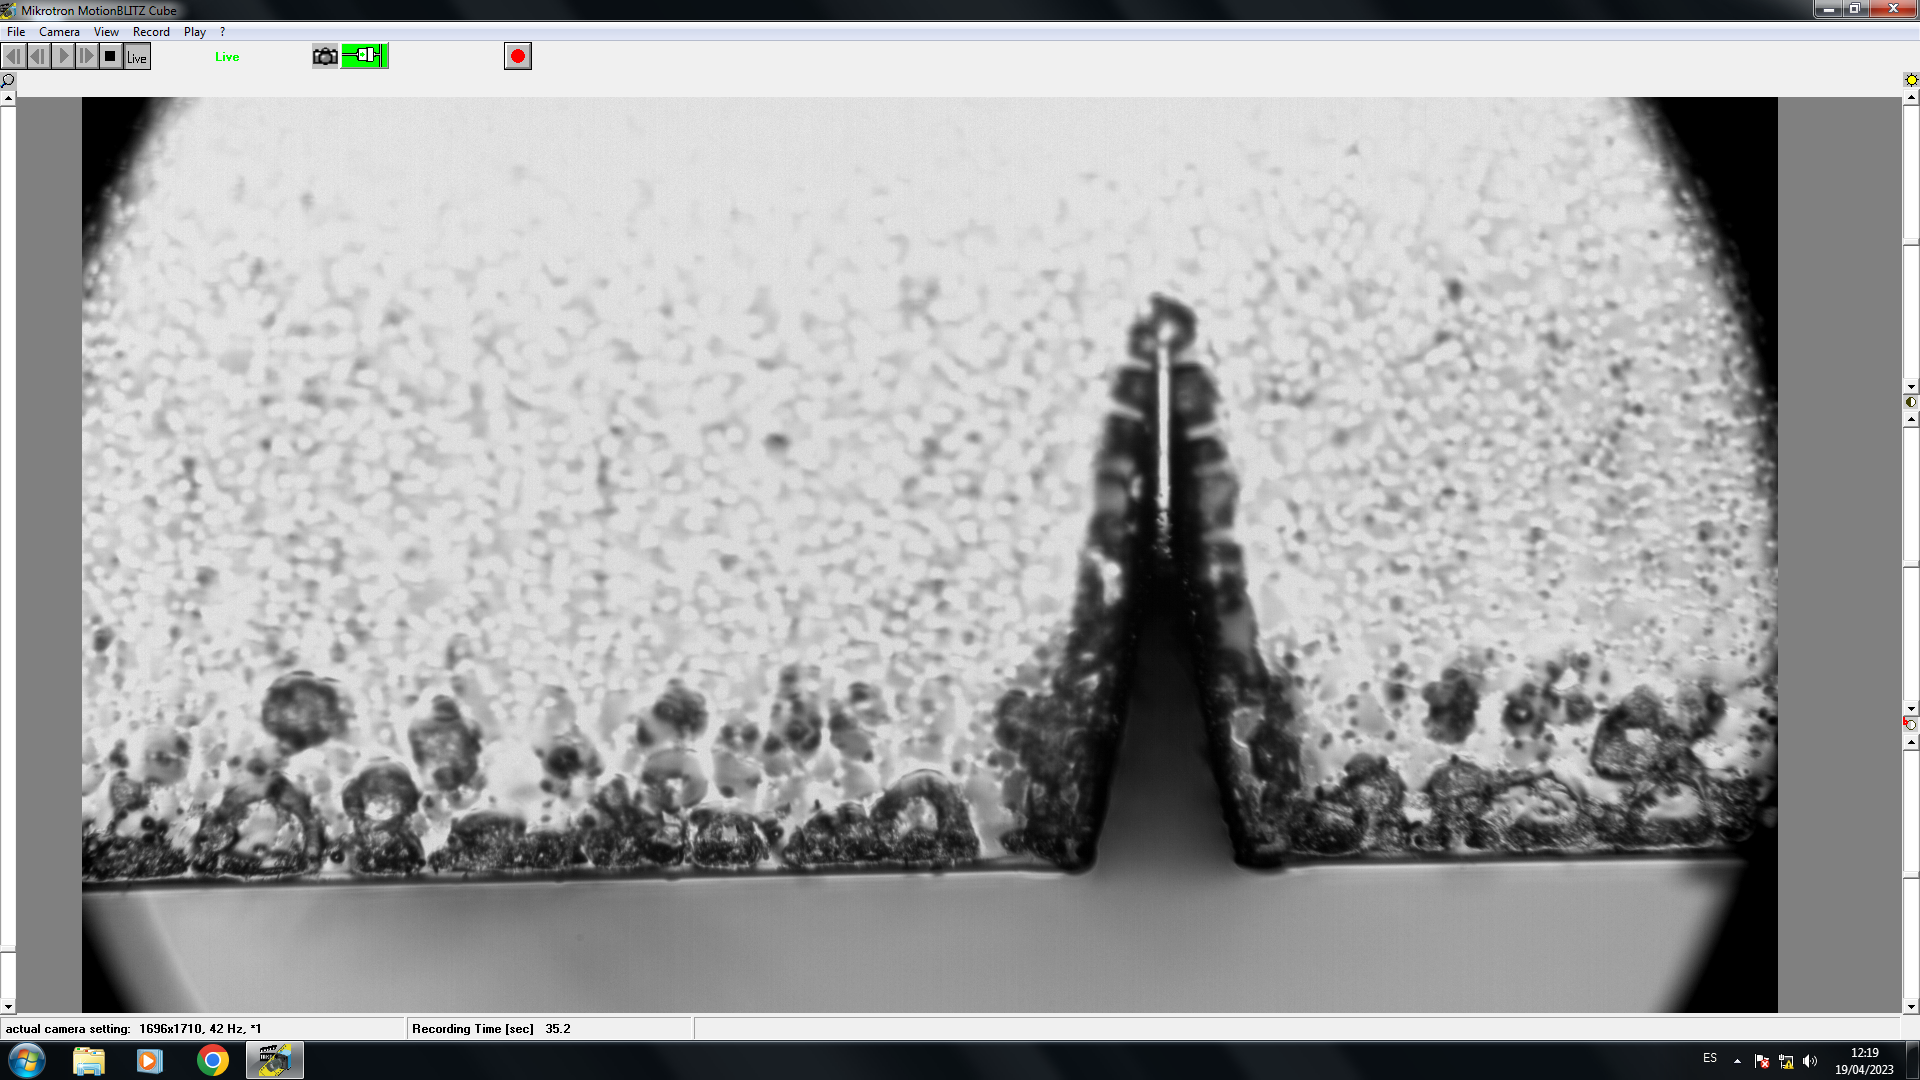 Mikrotron MotionBLITZ Cube
File Camera View Record Play ?
Live Live
actual camera setting: 1696x1710, 42 Hz, *1 Recording Time [sec] 35.2
ES 12:19
19/04/2023